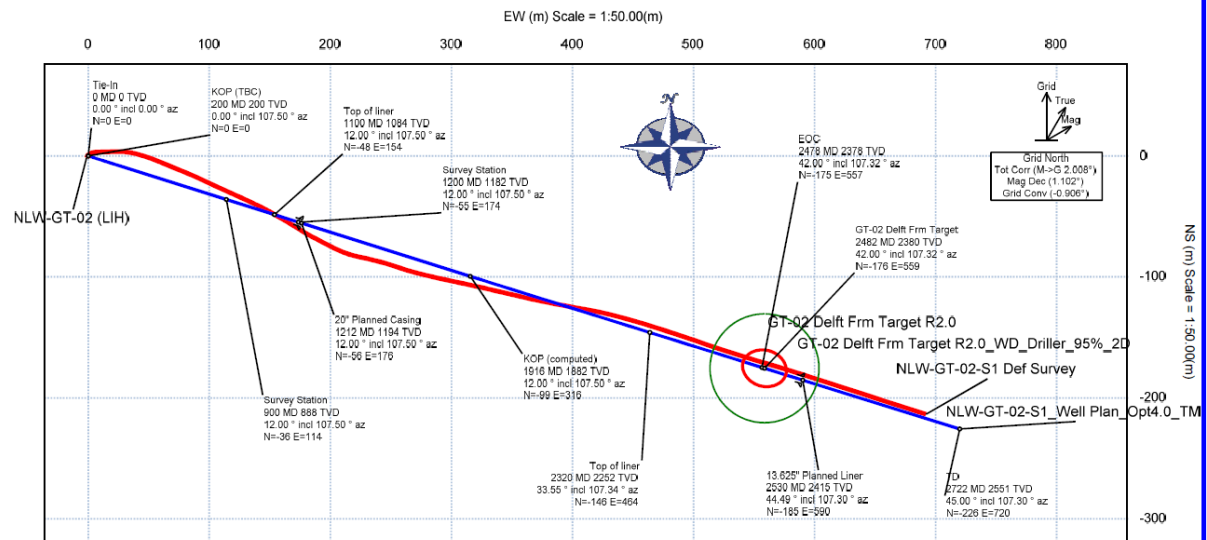 EW (m) Scale = 1:50.00(m)
0 100 200 300 400 500 600 700 800
Tie-In
0 MD 0 TVD
0.00 ° incl 0.00 ° az
N=0 E=0
KOP (TBC)
200 MD 200 TVD
0.00 ° incl 107.50 ° az
N=0 E=0
Top of liner
1100 MD 1084 TVD
12.00 ° incl 107.50 ° az
N=-48 E=154
Survey Station
1200 MD 1182 TVD
12.00 ° incl 107.50 ° az
N=-55 E=174
N
EOC
2478 MD 2378 TVD
42.00 ° incl 107.32 ° az
N=-175 E=557
Grid
True
Mag
Grid North
Tot Corr (M->G 2.008°)
Mag Dec (1.102°)
Grid Conv (-0.906°)
GT-02 Delft Frm Target
2482 MD 2380 TVD
42.00 ° incl 107.32 ° az
N=-176 E=559
NLW-GT-02 (LIH)
20" Planned Casing
1212 MD 1194 TVD
12.00 ° incl 107.50 ° az
N=-56 E=176
Survey Station
900 MD 888 TVD
12.00 ° incl 107.50 ° az
N=-36 E=114
KOP (computed)
1916 MD 1882 TVD
12.00 ° incl 107.50 ° az
N=-99 E=316
GT-02 Delft Frm Target R2.0
GT-02 Delft Frm Target R2.0_WD_Driller_95%_2D
NLW-GT-02-S1 Def Survey
NLW-GT-02-S1_Well Plan_Opt4.0_TM
Top of liner
2320 MD 2252 TVD
33.55 ° incl 107.34 ° az
N=-146 E=464
13.625" Planned Liner
2530 MD 2415 TVD
44.49 ° incl 107.30 ° az
N=-185 E=590
TD
2722 MD 2551 TVD
45.00 ° incl 107.30 ° az
N=-226 E=720
0
-100
-200
-300
NS (m) Scale = 1:50.00(m)